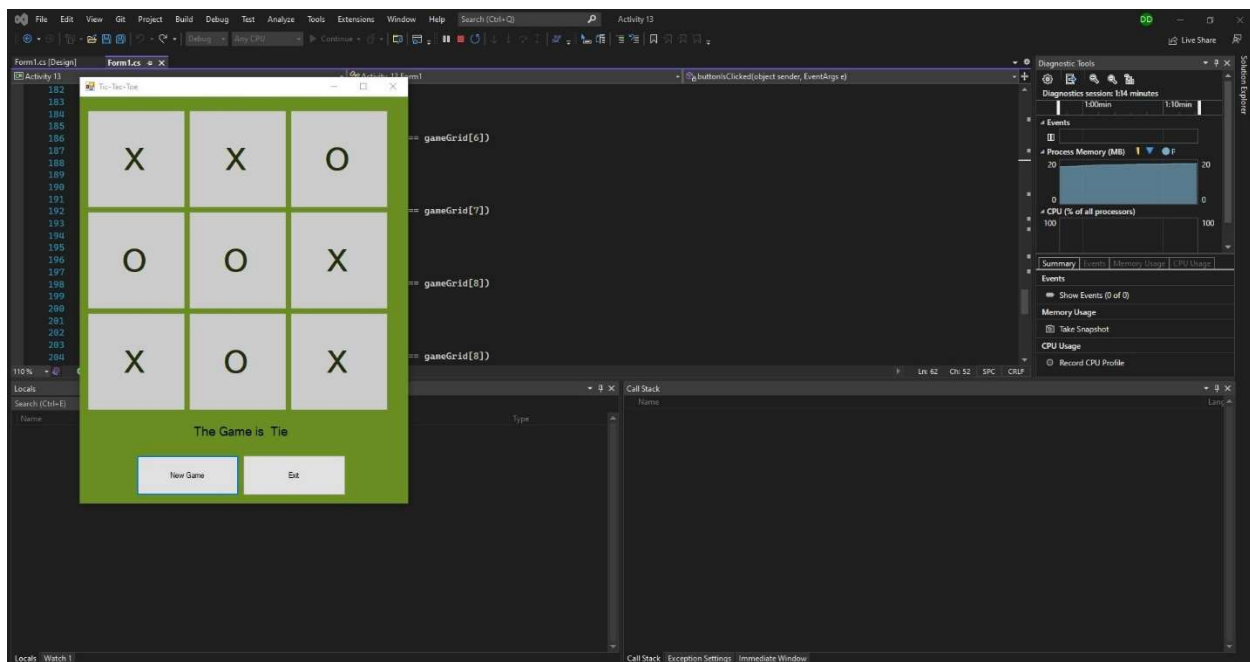 File Edit View Git Project Build Debug Test Analyze Tools Extensions Window Help Search (Ctrl+Q) Activity 13 DD
Debug Any CPU Continue Live Share
Form1.cs [Design] Form1.cs
Activity 13
buttonIsClicked(object sender, EventArgs e)
Tic-Tac-Toe
182
183
184
185
186 == gameGrid[6])
187
188
189
190
191
192 == gameGrid[7])
193
194
195
196
197
198 == gameGrid[8])
199
200
201
202
203
204 == gameGrid[8])
X X O
O O X
X O X
The Game is Tie
New Game Exit
110 %
Ln: 62 Ch: 52 SPC CRLF
Diagnostic Tools
Diagnostics session: 1:14 minutes
1:00min 1:10min
Events
Process Memory (MB) P
20 20
0 0
CPU (% of all processors)
100 100
Summary Events Memory Usage CPU Usage
Events
Show Events (0 of 0)
Memory Usage
Take Snapshot
CPU Usage
Record CPU Profile
Solution Explorer
Locals
Search (Ctrl+E)
Name Type
Call Stack
Name Lang
Locals Watch 1
Call Stack Exception Settings Immediate Window